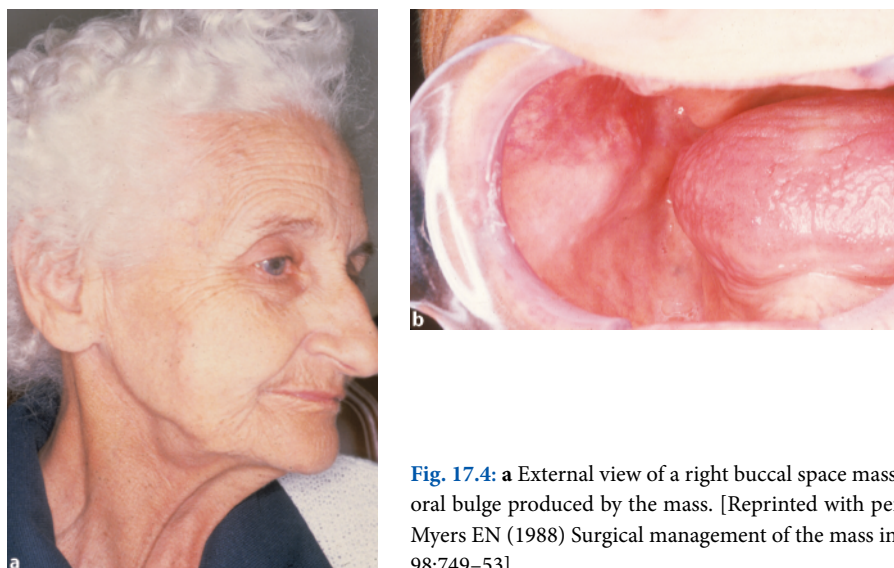 a
b
Fig. 17.4: a External view of a right buccal space mass
oral bulge produced by the mass. [Reprinted with pe
Myers EN (1988) Surgical management of the mass in
98:749–53]